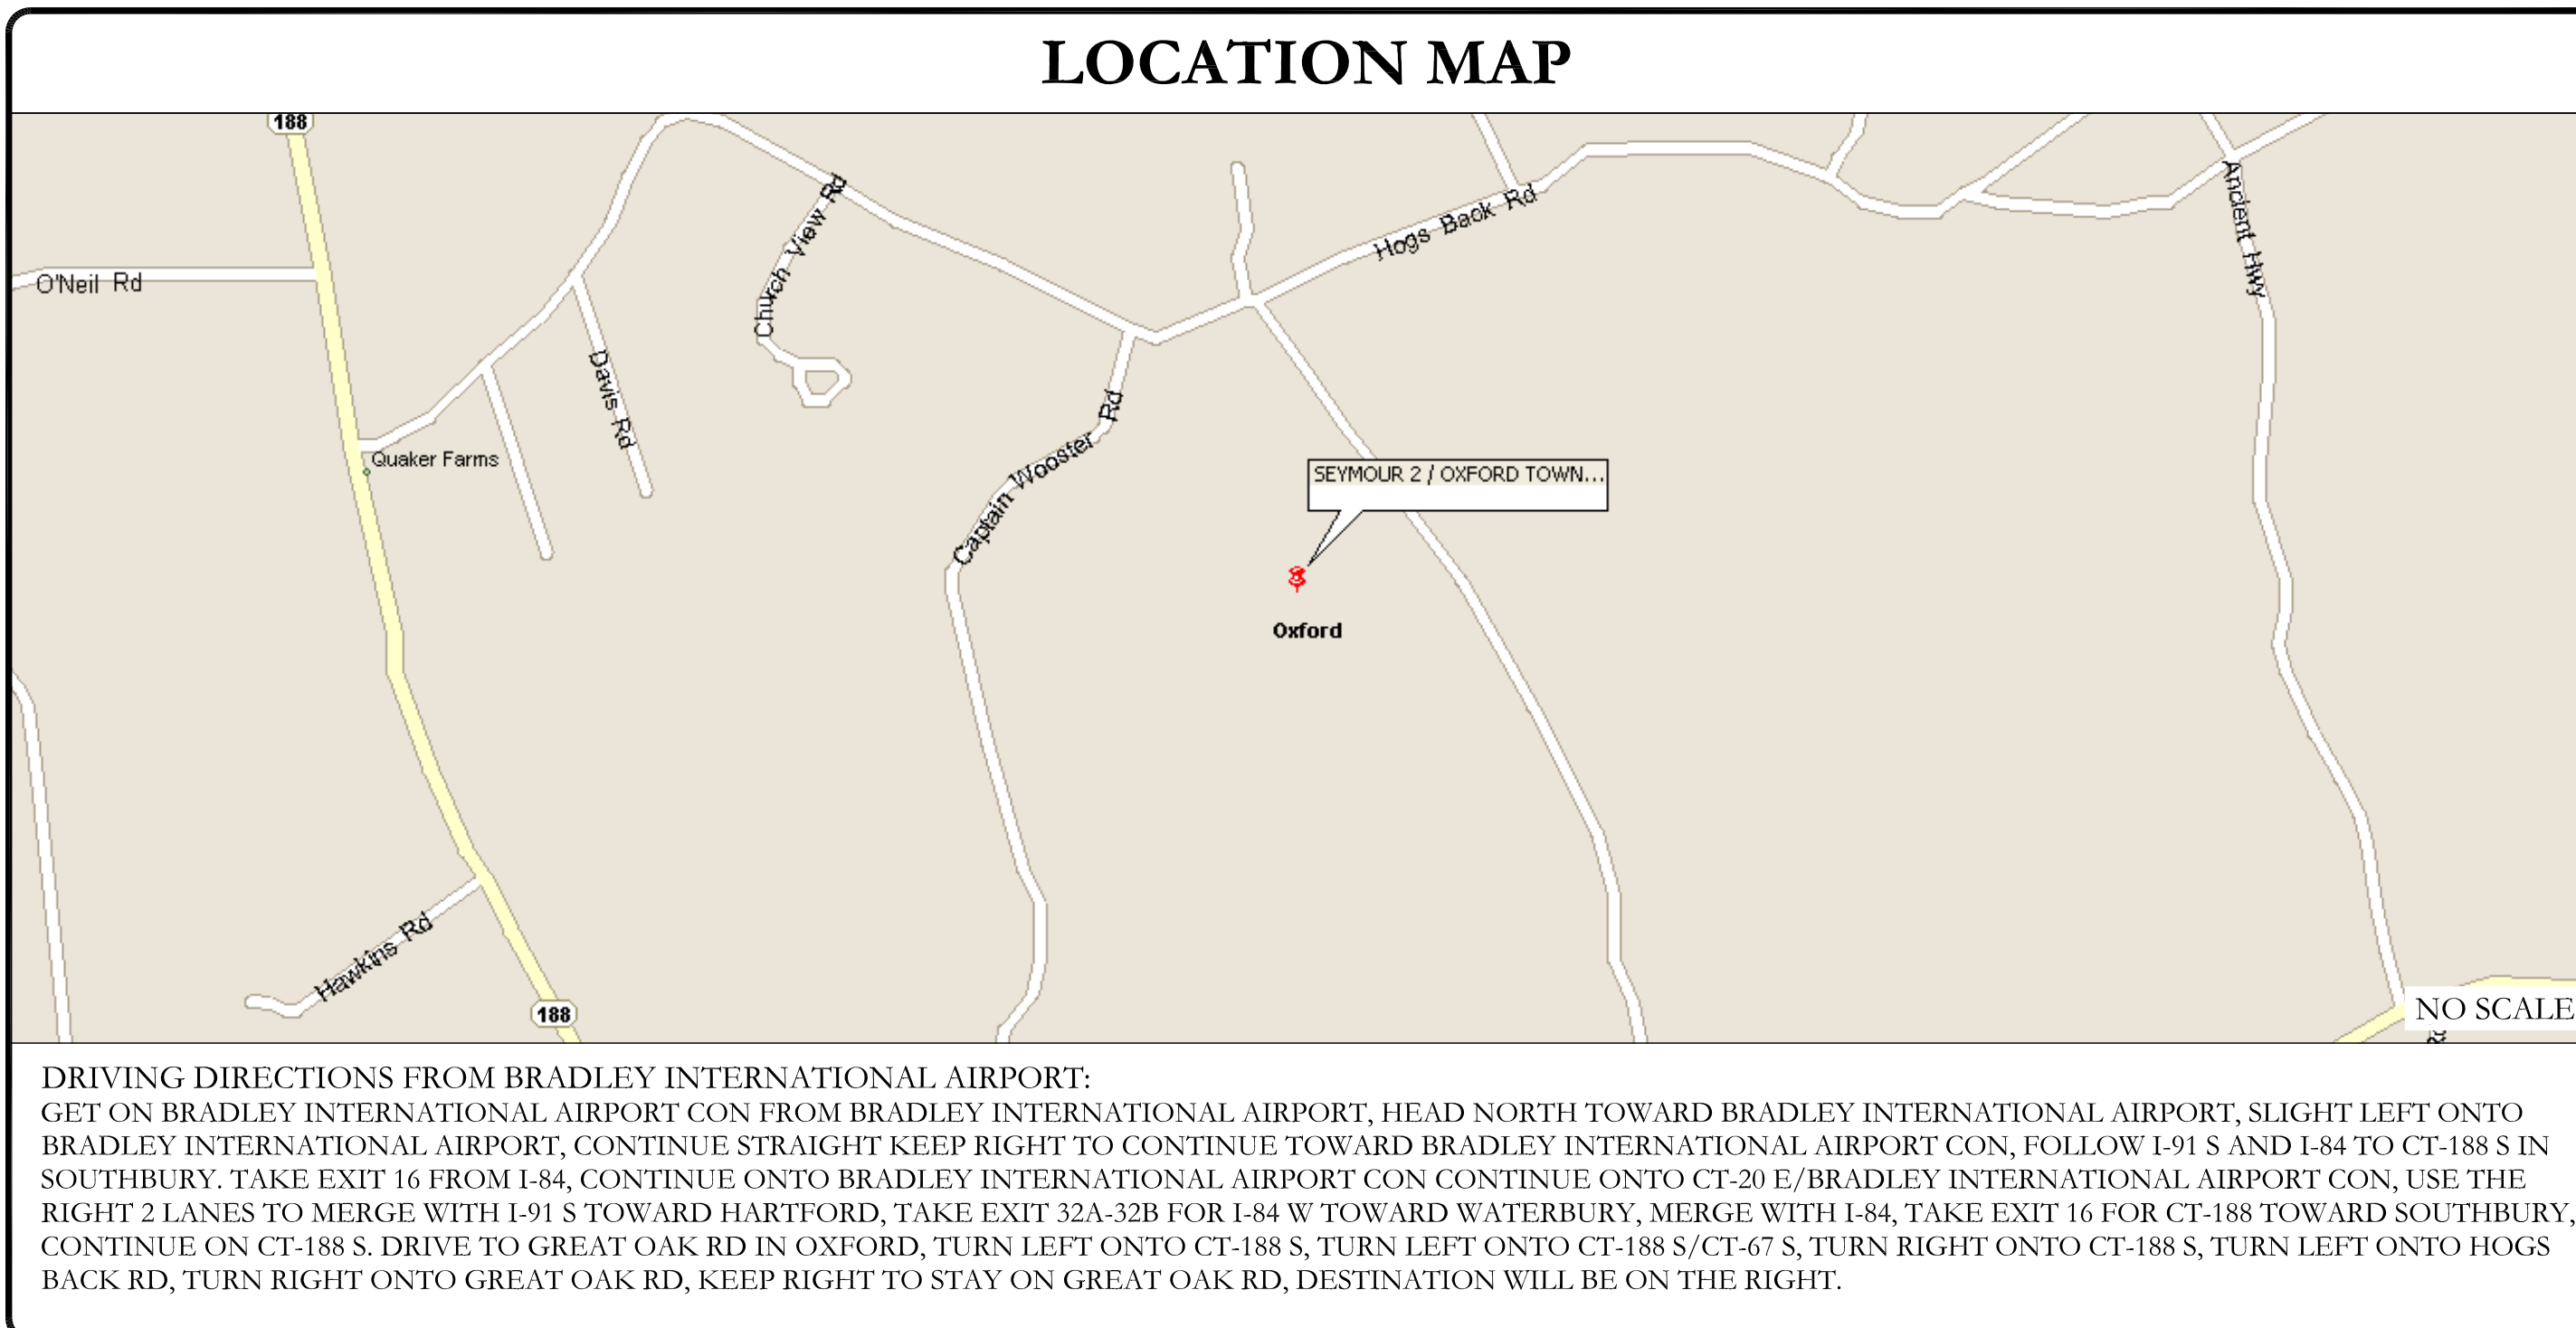 LOCATION MAP
188
O'Neil Rd
Church View Rd
Hogs Back Rd
Ancient Hwy
Davis Rd
Captain Wooster Rd
Quaker Farms
SEYMOUR 2 / OXFORD TOWN...
Oxford
Hawkins Rd
188
NO SCALE
DRIVING DIRECTIONS FROM BRADLEY INTERNATIONAL AIRPORT:
GET ON BRADLEY INTERNATIONAL AIRPORT CON FROM BRADLEY INTERNATIONAL AIRPORT, HEAD NORTH TOWARD BRADLEY INTERNATIONAL AIRPORT, SLIGHT LEFT ONTO
BRADLEY INTERNATIONAL AIRPORT, CONTINUE STRAIGHT KEEP RIGHT TO CONTINUE TOWARD BRADLEY INTERNATIONAL AIRPORT CON, FOLLOW I-91 S AND I-84 TO CT-188 S IN
SOUTHBURY. TAKE EXIT 16 FROM I-84, CONTINUE ONTO BRADLEY INTERNATIONAL AIRPORT CON CONTINUE ONTO CT-20 E/BRADLEY INTERNATIONAL AIRPORT CON, USE THE
RIGHT 2 LANES TO MERGE WITH I-91 S TOWARD HARTFORD, TAKE EXIT 32A-32B FOR I-84 W TOWARD WATERBURY, MERGE WITH I-84, TAKE EXIT 16 FOR CT-188 TOWARD SOUTHBURY,
CONTINUE ON CT-188 S. DRIVE TO GREAT OAK RD IN OXFORD, TURN LEFT ONTO CT-188 S, TURN LEFT ONTO CT-188 S/CT-67 S, TURN RIGHT ONTO CT-188 S, TURN LEFT ONTO HOGS
BACK RD, TURN RIGHT ONTO GREAT OAK RD, KEEP RIGHT TO STAY ON GREAT OAK RD, DESTINATION WILL BE ON THE RIGHT.